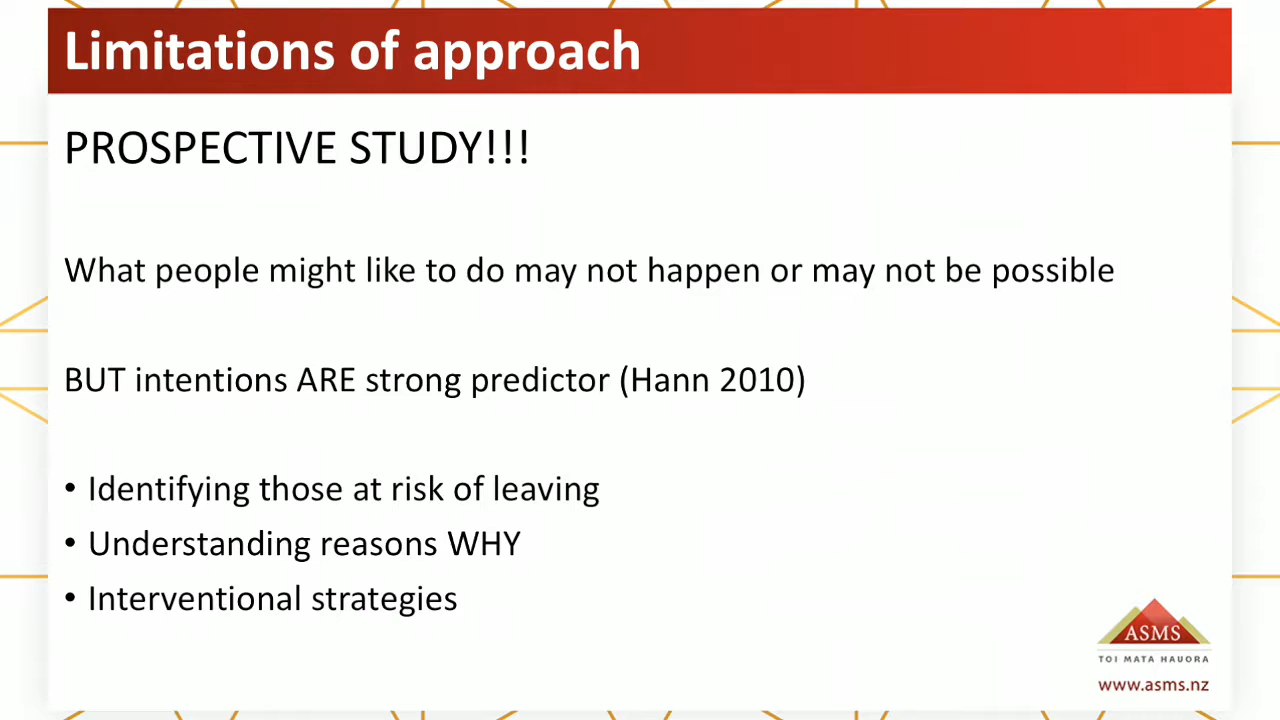 Limitations of approach
PROSPECTIVE STUDY!!!
What people might like to do may not happen or may not be possible
BUT intentions ARE strong predictor (Hann 2010)
• Identifying those at risk of leaving
• Understanding reasons WHY
• Interventional strategies
ASMS
TOI MATA HAUORA
www.asms.nz